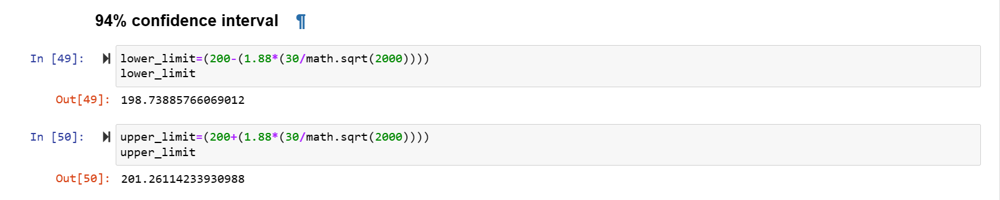 94% confidence interval ¶
In [49]: lower_limit=(200-(1.88*(30/math.sqrt(2000))))
lower_limit
Out[49]: 198.73885766069012
In [50]: upper_limit=(200+(1.88*(30/math.sqrt(2000))))
upper_limit
Out[50]: 201.26114233930988